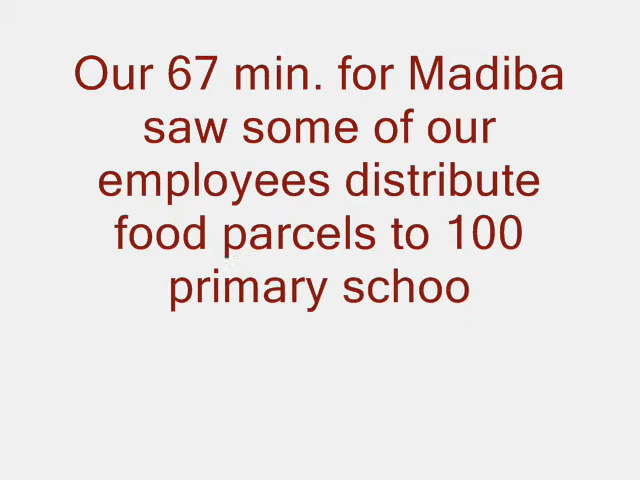 Our 67 min. for Madiba
saw some of our
employees distribute
food parcels to 100
primary schoo